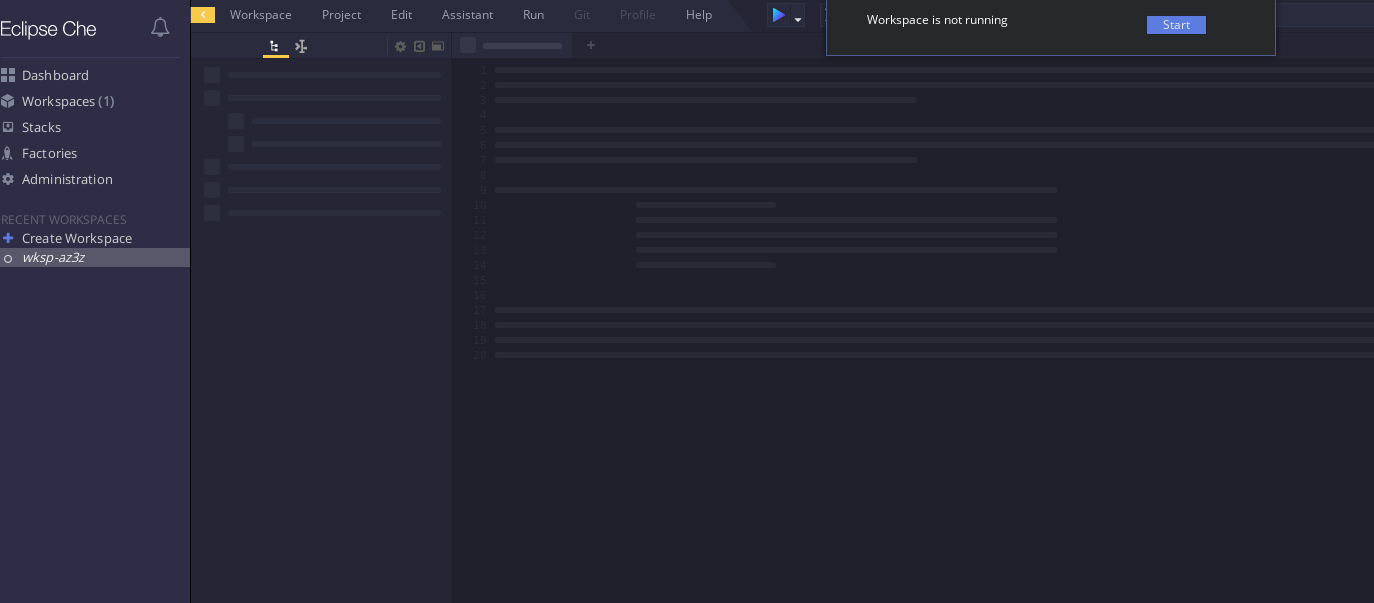 Eclipse Che
Dashboard
Workspaces (1)
Stacks
Factories
Administration
RECENT WORKSPACES
Create Workspace
wksp-az3z
Workspace Project Edit Assistant Run Git Profile Help
Workspace is not running
Start
1
2
3
4
5
6
7
8
9
10
11
12
13
14
15
16
17
18
19
20